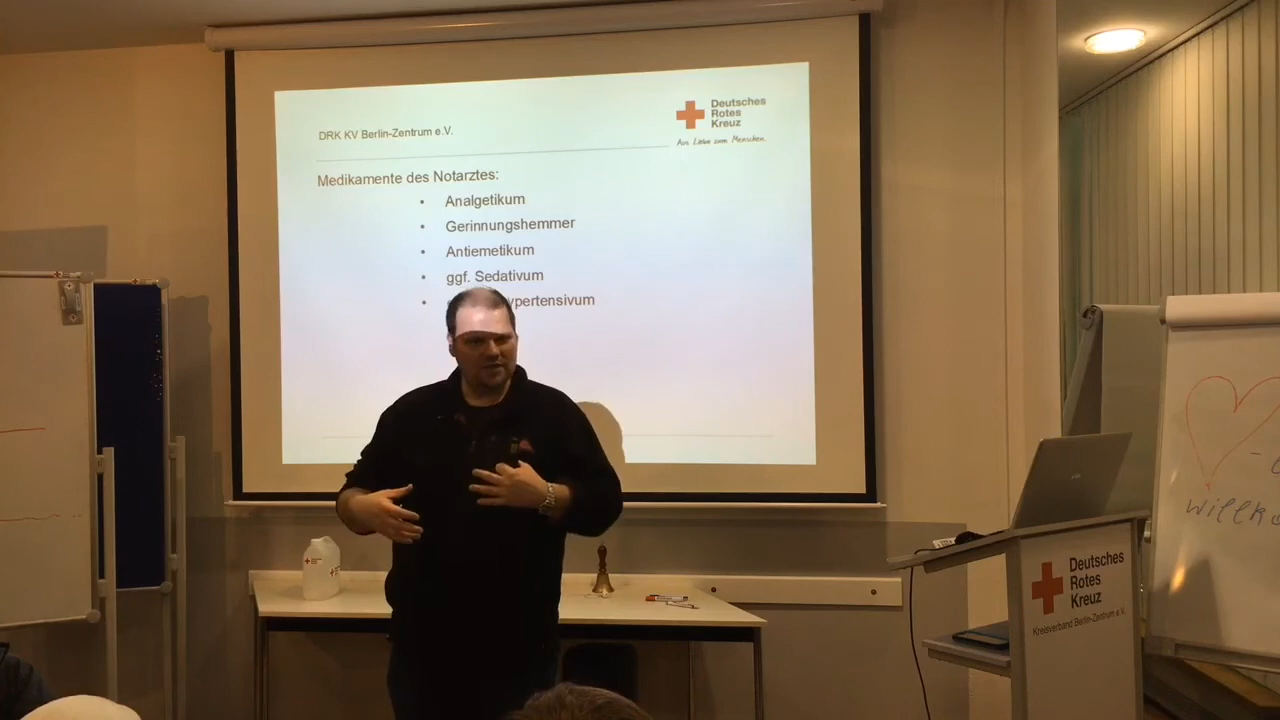 DRK KV Berlin-Zentrum e.V.
Deutsches
Rotes
Kreuz
Aus Liebe zum Menschen.
Medikamente des Notarztes:
• Analgetikum
• Gerinnungshemmer
• Antiemetikum
• ggf. Sedativum
• ypertensivum
Deutsches
Rotes
Kreuz
Kreisverband Berlin-Zentrum e.V.
willk